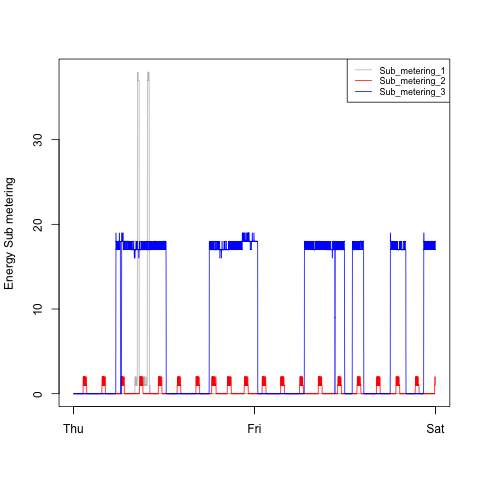 Sub_metering_1
Sub_metering_2
Sub_metering_3
Energy Sub metering
30
20
10
0
Thu
Fri
Sat